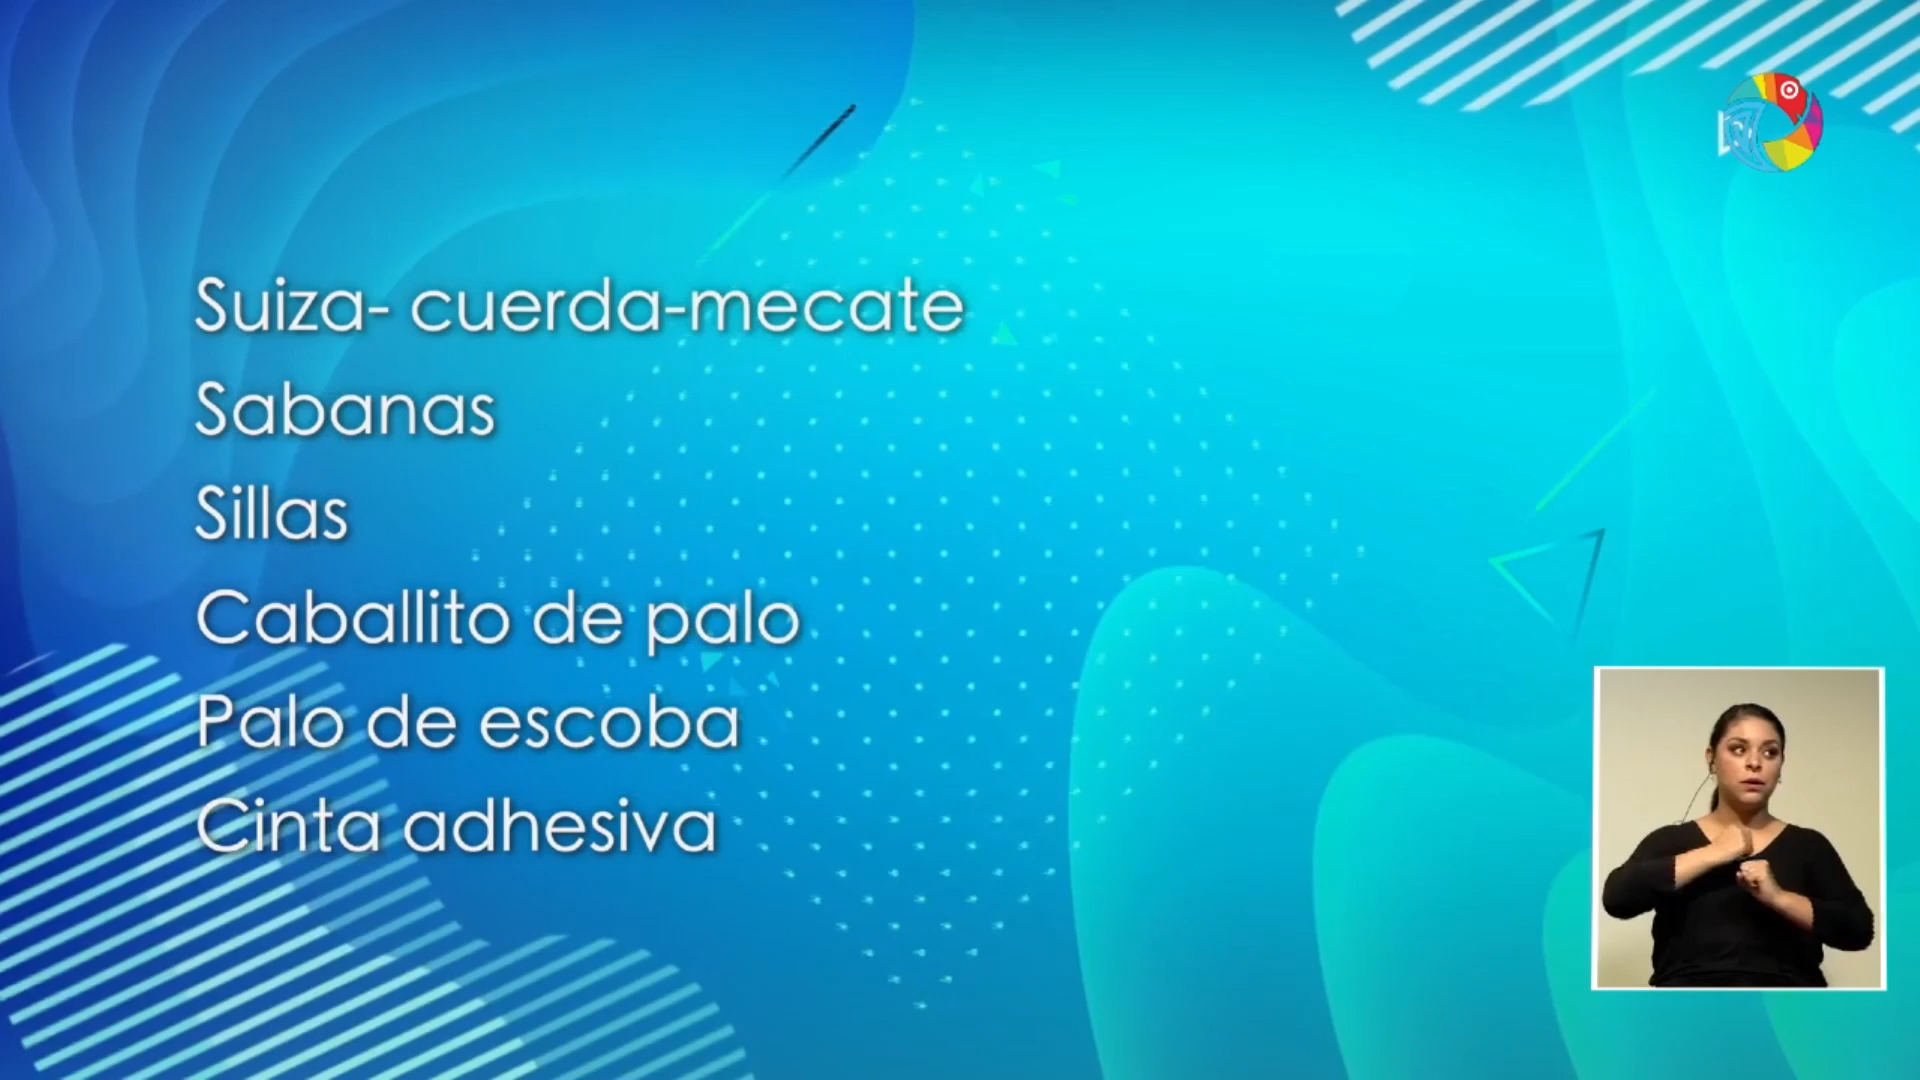 Suiza- cuerda-mecate
Sabanas
Sillas
Caballito de palo
Palo de escoba
Cinta adhesiva